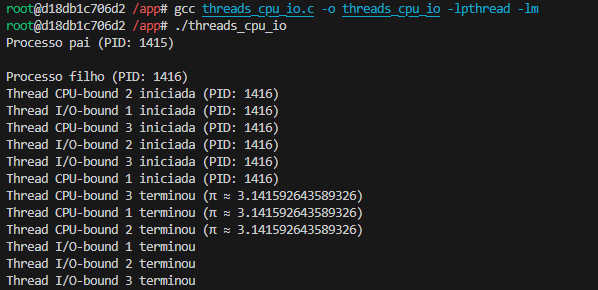 root@d18db1c706d2 /app# gcc threads_cpu_io.c -o threads_cpu_io -lpthread -lm
root@d18db1c706d2 /app# ./threads_cpu_io
Processo pai (PID: 1415)
Processo filho (PID: 1416)
Thread CPU-bound 2 iniciada (PID: 1416)
Thread I/O-bound 1 iniciada (PID: 1416)
Thread CPU-bound 3 iniciada (PID: 1416)
Thread I/O-bound 2 iniciada (PID: 1416)
Thread I/O-bound 3 iniciada (PID: 1416)
Thread CPU-bound 1 iniciada (PID: 1416)
Thread CPU-bound 3 terminou (π ≈ 3.141592643589326)
Thread CPU-bound 1 terminou (π ≈ 3.141592643589326)
Thread CPU-bound 2 terminou (π ≈ 3.141592643589326)
Thread I/O-bound 1 terminou
Thread I/O-bound 2 terminou
Thread I/O-bound 3 terminou